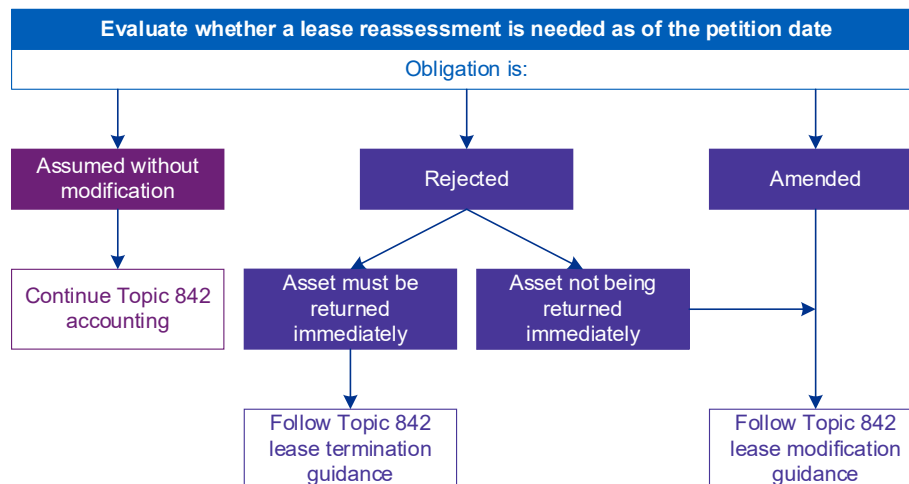 Evaluate whether a lease reassessment is needed as of the petition date
Obligation is:
Assumed without
modification
Rejected
Amended
Continue Topic 842
accounting
Asset must be
returned
immediately
Asset not being
returned
immediately
Follow Topic 842
lease termination
guidance
Follow Topic 842
lease modification
guidance